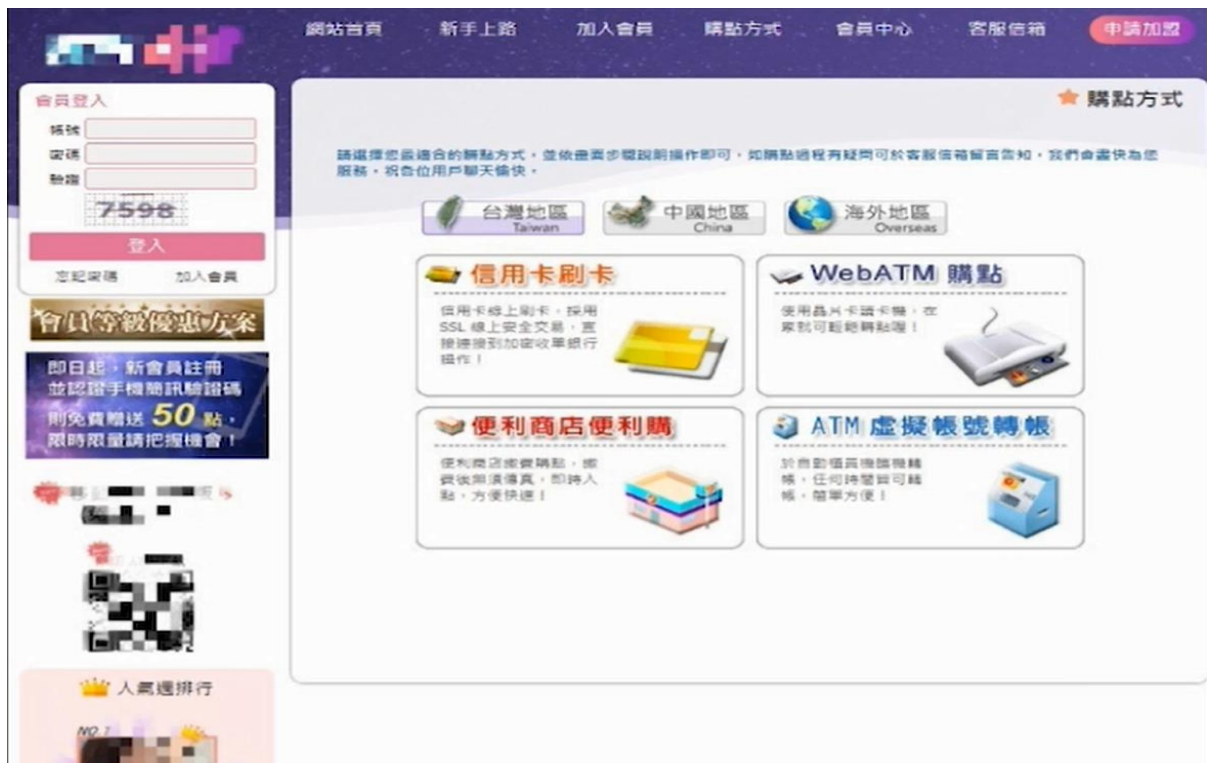 網站首頁 新手上路 加入會員 購點方式 會員中心 客服信箱 申請加盟
會員登入
帳號
密碼
驗證
7598
登入
忘記密碼 加入會員
會員等級優惠方案
即日起,新會員註冊
並認證手機簡訊驗證碼
則免費贈送 50 點,
限時限量請把握機會!
人氣週排行
NO.1
購點方式
請選擇您最適合的購點方式,並依畫面步驟說明操作即可,如購點過程有疑問可於客服信箱留言告知,我們會盡快為您
服務,祝各位用戶聊天愉快。
台灣地區
Taiwan
中國地區
China
海外地區
Overseas
信用卡刷卡
信用卡線上刷卡,採用
SSL 線上安全交易,直
接連接到加密收單銀行
操作!
WebATM 購點
使用晶片卡讀卡機,在
家就可輕鬆購點喔!
便利商店便利購
便利商店繳費購點,繳
費後無須傳真,即時入
點,方便快速!
ATM 虛擬帳號轉帳
於自動櫃員機臨機轉
帳,任何時間皆可轉
帳,簡單方便!